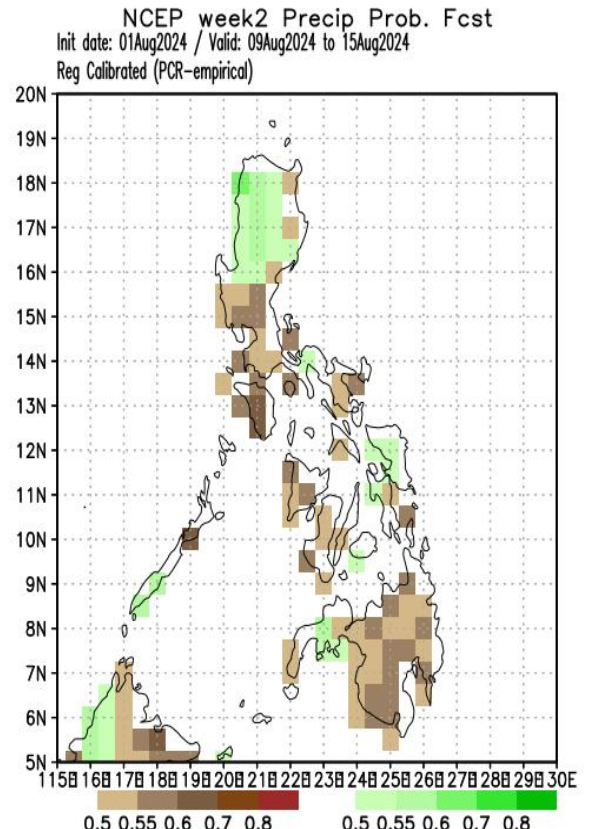 NCEP week2 Precip Prob. Fcst
Init date: 01Aug2024 / Valid: 09Aug2024 to 15Aug2024
Reg Calibrated (PCR-empirical)
20N
19N
18N
17N
16N
15N
14N
13N
12N
11N
10N
9N
8N
7N
6N
5N
115E 116E 117E 118E 119E 120E 121E 122E 123E 124E 125E 126E 127E 128E 129E 130E
0.5 0.55 0.6 0.7 0.8 0.5 0.55 0.6 0.7 0.8